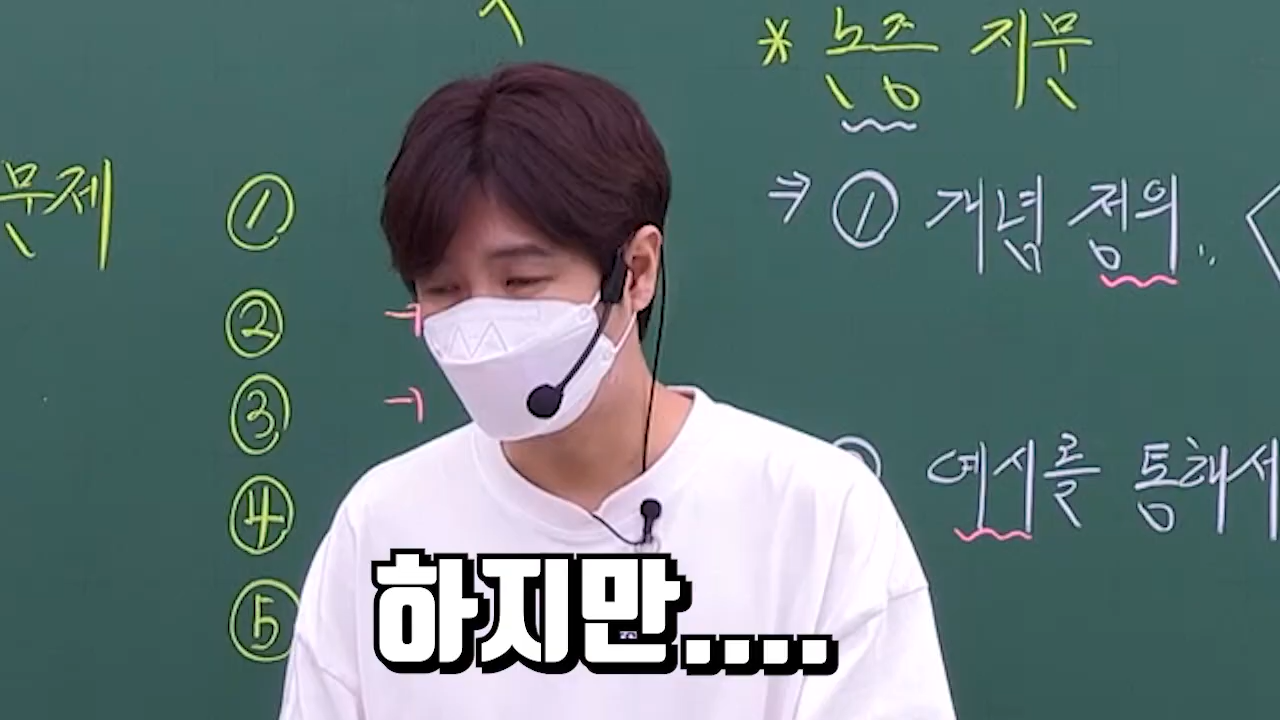 * 논증 지문
문제 ①
⇒ ① 개념 정의
②
③
예시를 통해서
④
⑤
하지만....